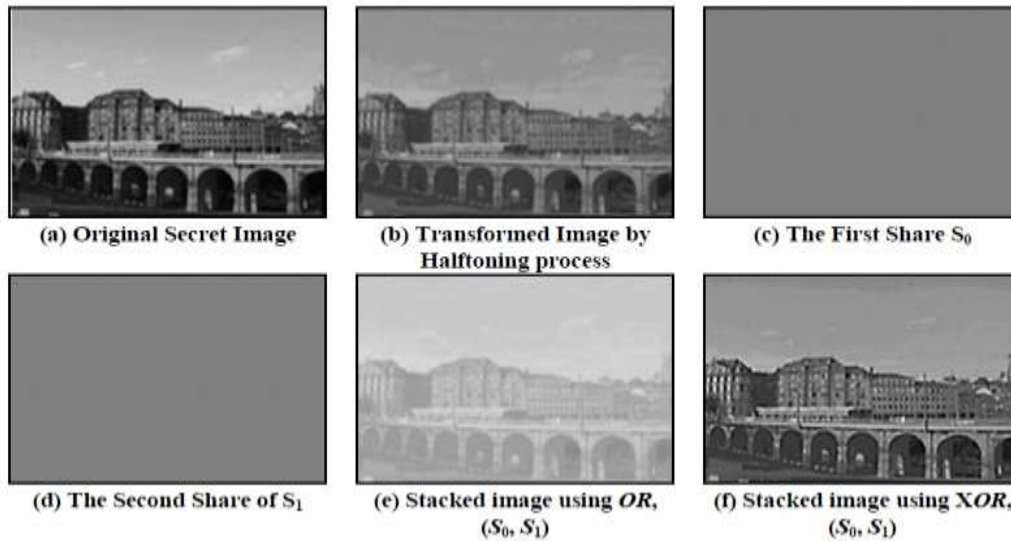 (a) Original Secret Image
(b) Transformed Image by
Halftoning process
(c) The First Share S₀
(d) The Second Share of S₁
(e) Stacked image using OR,
(S₀, S₁)
(f) Stacked image using XOR,
(S₀, S₁)